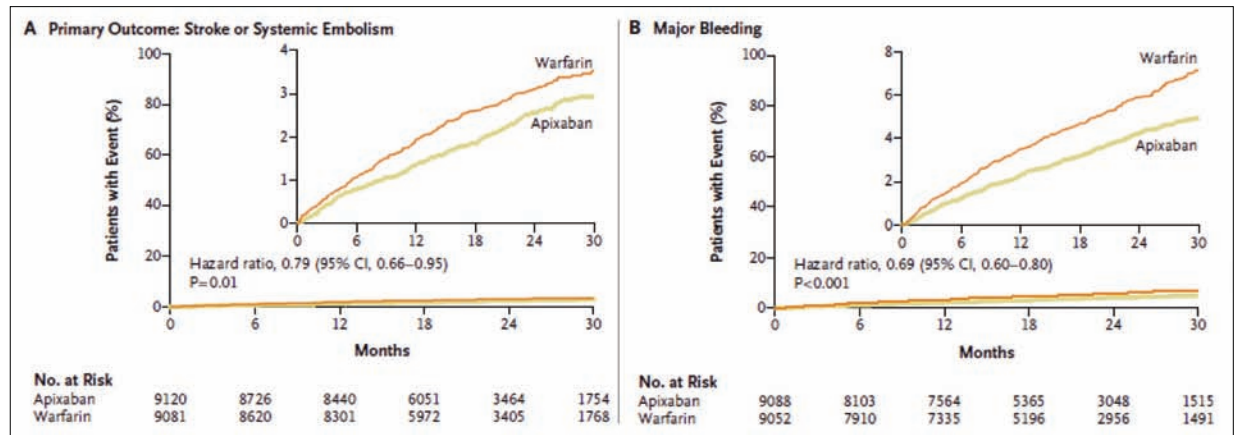 A Primary Outcome: Stroke or Systemic Embolism
Patients with Event (%)
100
80
60
40
20
0
4
3
2
1
0
Warfarin
Apixaban
0 6 12 18 24 30
Hazard ratio, 0.79 (95% CI, 0.66–0.95)
P=0.01
0 6 12 18 24 30
Months
No. at Risk
Apixaban 9120 8726 8440 6051 3464 1754
Warfarin 9081 8620 8301 5972 3405 1768
B Major Bleeding
Patients with Event (%)
100
80
60
40
20
0
8
6
4
2
0
Warfarin
Apixaban
0 6 12 18 24 30
Hazard ratio, 0.69 (95% CI, 0.60–0.80)
P<0.001
0 6 12 18 24 30
Months
No. at Risk
Apixaban 9088 8103 7564 5365 3048 1515
Warfarin 9052 7910 7335 5196 2956 1491